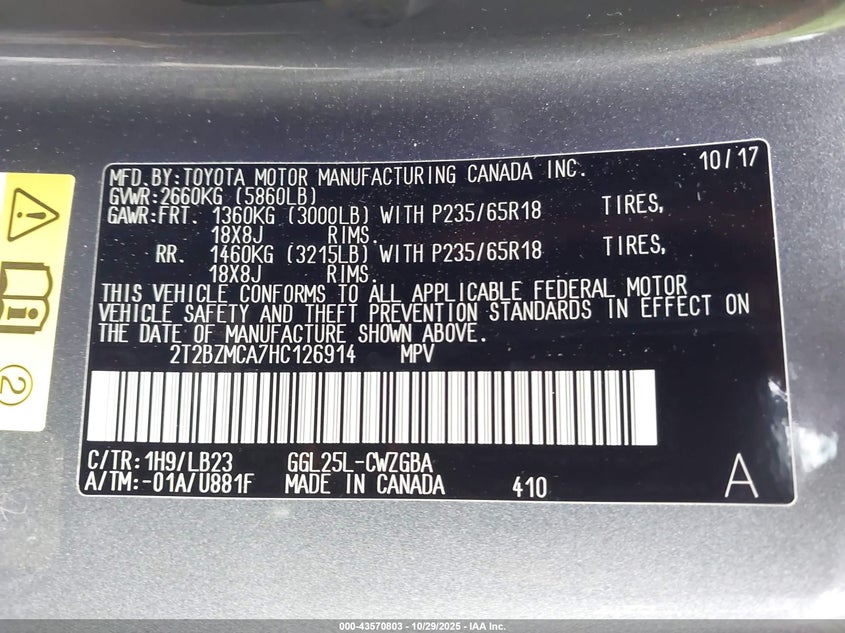 MFD.BY:TOYOTA MOTOR MANUFACTURING CANADA INC. 10/17
GVWR:2660KG (5860LB)
GAWR:FRT. 1360KG (3000LB) WITH P235/65R18 TIRES,
18X8J RIMS.
RR. 1460KG (3215LB) WITH P235/65R18 TIRES,
18X8J RIMS.
THIS VEHICLE CONFORMS TO ALL APPLICABLE FEDERAL MOTOR
VEHICLE SAFETY AND THEFT PREVENTION STANDARDS IN EFFECT ON
THE DATE OF MANUFACTURE SHOWN ABOVE.
2T2BZMCA7HC126914 MPV
C/TR:1H9/LB23 GGL25L-CWZGBA
A/TM:-01A/U881F MADE IN CANADA 410 A
2
000-43570803 - 10/29/2025 - IAA Inc.